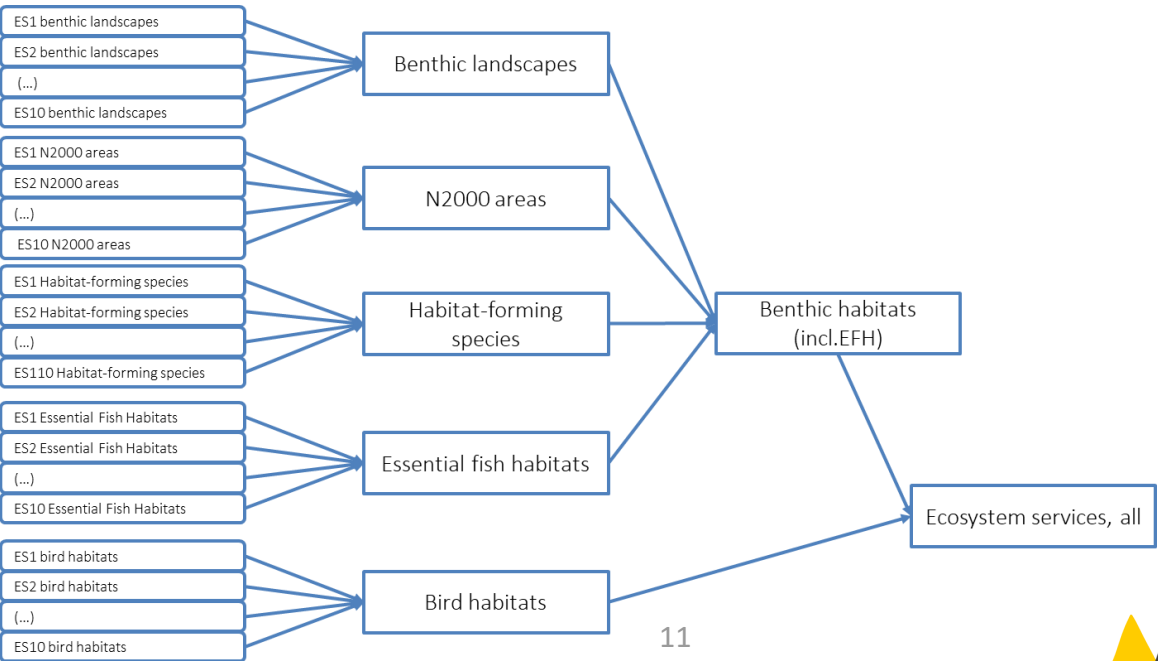 ES1 benthic landscapes
ES2 benthic landscapes
(...)
ES10 benthic landscapes
Benthic landscapes
ES1 N2000 areas
ES2 N2000 areas
(...)
ES10 N2000 areas
N2000 areas
ES1 Habitat-forming species
ES2 Habitat-forming species
(...)
ES110 Habitat-forming species
Habitat-forming
species
Benthic habitats
(incl.EFH)
ES1 Essential Fish Habitats
ES2 Essential Fish Habitats
(...)
ES10 Essential Fish Habitats
Essential fish habitats
Ecosystem services, all
ES1 bird habitats
ES2 bird habitats
(...)
ES10 bird habitats
Bird habitats
11